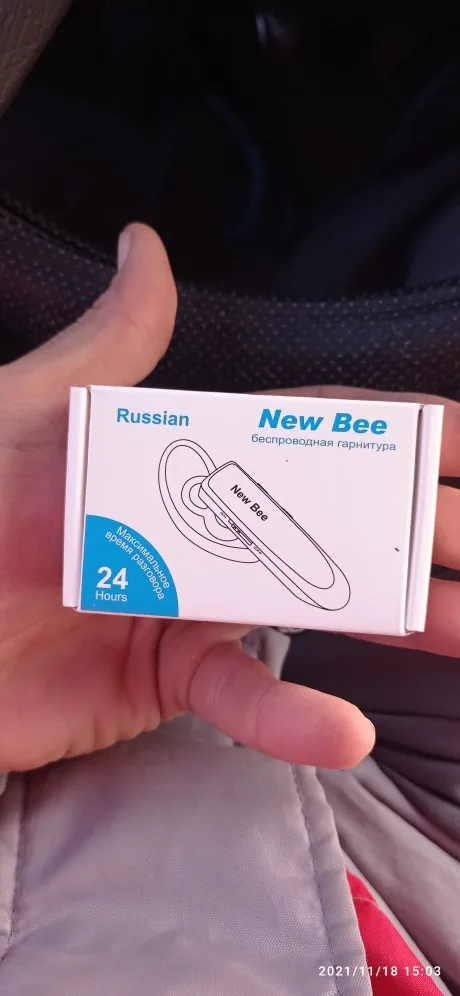 Russian
New Bee
беспроводная гарнитура
New Bee
Максимальное
время разговора
24
Hours
2021/11/18 15:03